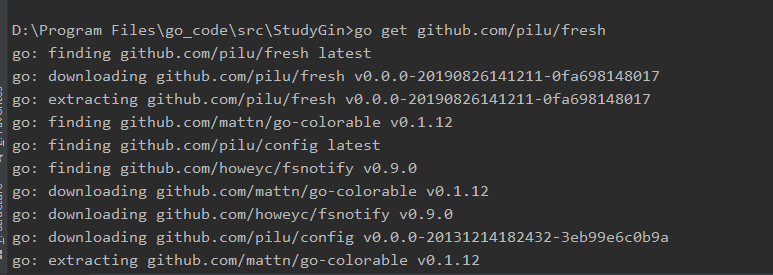 D:\Program Files\go_code\src\StudyGin>go get github.com/pilu/fresh
go: finding github.com/pilu/fresh latest
go: downloading github.com/pilu/fresh v0.0.0-20190826141211-0fa698148017
go: extracting github.com/pilu/fresh v0.0.0-20190826141211-0fa698148017
go: finding github.com/mattn/go-colorable v0.1.12
go: finding github.com/pilu/config latest
go: finding github.com/howeyc/fsnotify v0.9.0
go: downloading github.com/mattn/go-colorable v0.1.12
go: downloading github.com/howeyc/fsnotify v0.9.0
go: downloading github.com/pilu/config v0.0.0-20131214182432-3eb99e6c0b9a
go: extracting github.com/mattn/go-colorable v0.1.12